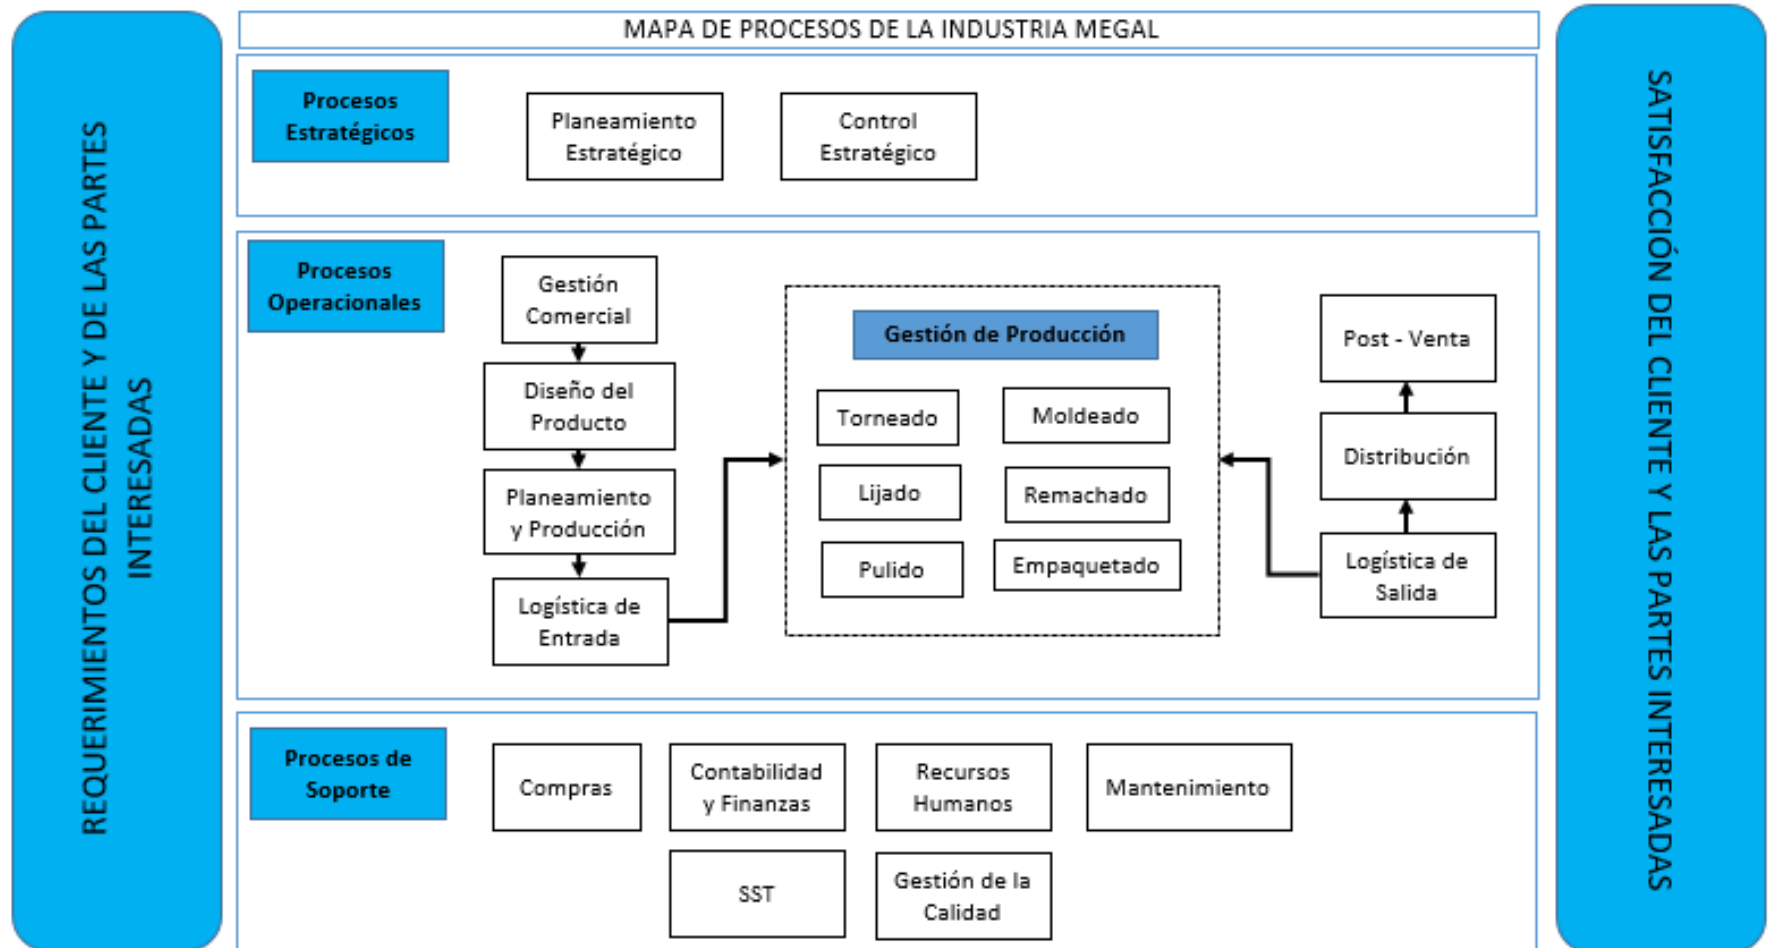 MAPA DE PROCESOS DE LA INDUSTRIA MEGAL
REQUERIMIENTOS DEL CLIENTE Y DE LAS PARTES
INTERESADAS
Procesos
Estratégicos
Planeamiento
Estratégico
Control
Estratégico
Procesos
Operacionales
Gestión
Comercial
Diseño del
Producto
Planeamiento
y Producción
Logística de
Entrada
Gestión de Producción
Torneado
Moldeado
Lijado
Remachado
Pulido
Empaquetado
Post - Venta
Distribución
Logística de
Salida
Procesos de
Soporte
Compras
Contabilidad
y Finanzas
Recursos
Humanos
Mantenimiento
SST
Gestión de la
Calidad
SATISFACCIÓN DEL CLIENTE Y LAS PARTES INTERESADAS